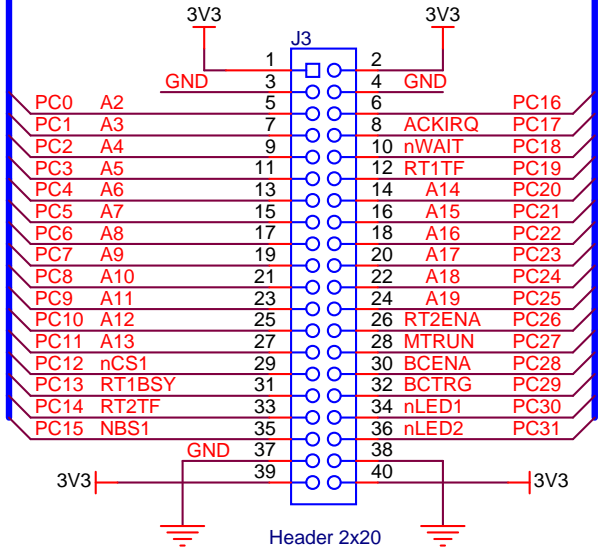 3V3 3V3
J3
1 2
GND 3 4 GND
PC0 A2 5 6 PC16
PC1 A3 7 8 ACKIRQ PC17
PC2 A4 9 10 nWAIT PC18
PC3 A5 11 12 RT1TF PC19
PC4 A6 13 14 A14 PC20
PC5 A7 15 16 A15 PC21
PC6 A8 17 18 A16 PC22
PC7 A9 19 20 A17 PC23
PC8 A10 21 22 A18 PC24
PC9 A11 23 24 A19 PC25
PC10 A12 25 26 RT2ENA PC26
PC11 A13 27 28 MTRUN PC27
PC12 nCS1 29 30 BCENA PC28
PC13 RT1BSY 31 32 BCTRG PC29
PC14 RT2TF 33 34 nLED1 PC30
PC15 NBS1 35 36 nLED2 PC31
GND 37 38
3V3 39 40 3V3
Header 2x20